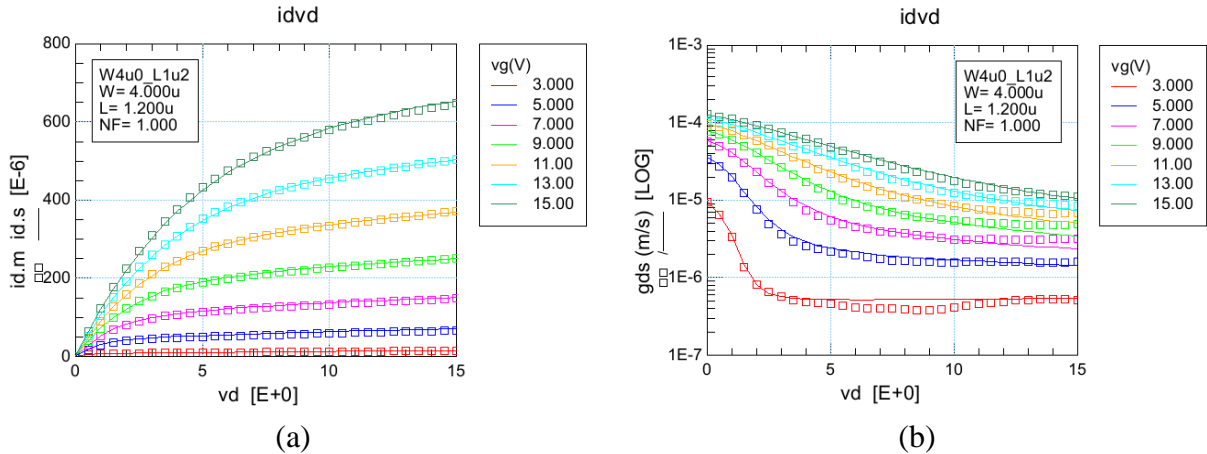 idvd
800
600
400
200
0
0
5
10
15
id.m id.s [E-6]
vd [E+0]
W4u0_L1u2
W= 4.000u
L= 1.200u
NF= 1.000
vg(V)
3.000
5.000
7.000
9.000
11.00
13.00
15.00
(a)
idvd
1E-3
1E-4
1E-5
1E-6
1E-7
0
5
10
15
gds (m/s) [LOG]
vd [E+0]
W4u0_L1u2
W= 4.000u
L= 1.200u
NF= 1.000
vg(V)
3.000
5.000
7.000
9.000
11.00
13.00
15.00
(b)